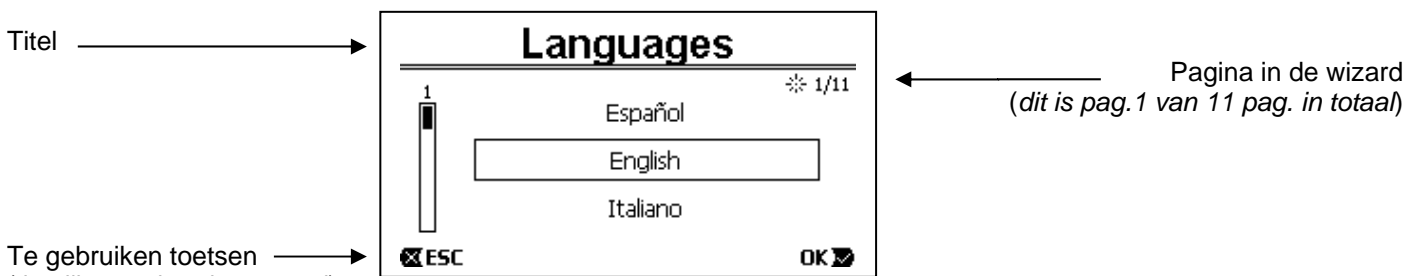 Titel
Languages
1
1/11
Pagina in de wizard
(dit is pag.1 van 11 pag. in totaal)
Español
English
Italiano
Te gebruiken toetsen
ESC
OK